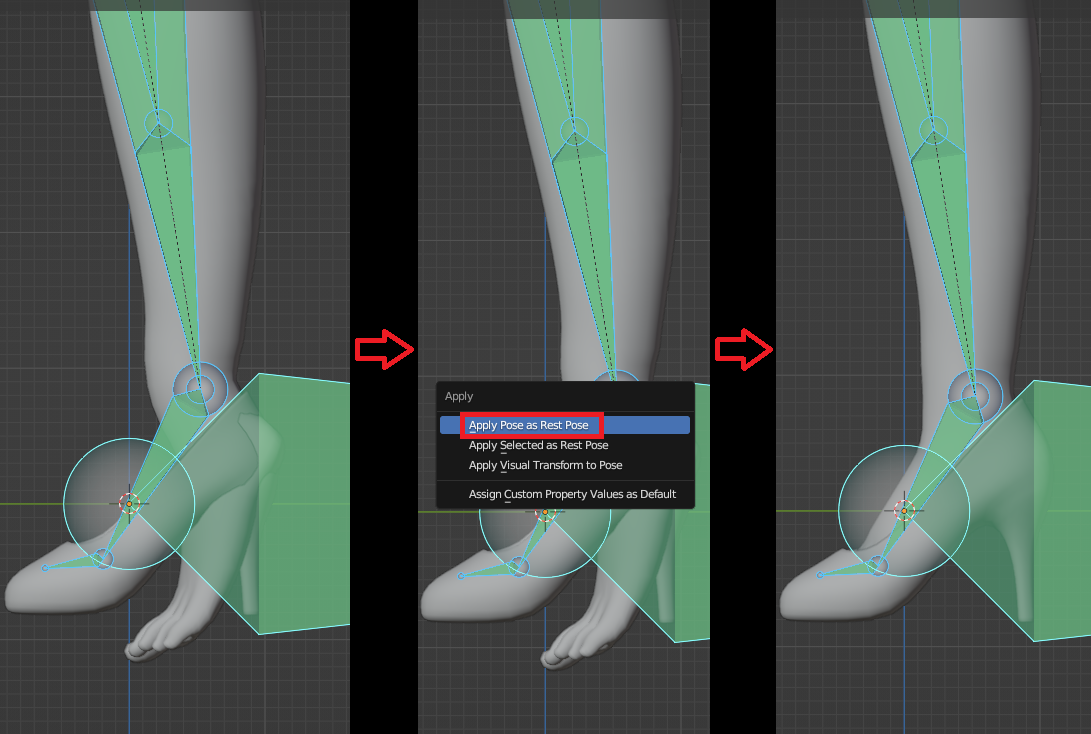 Apply
Apply Pose as Rest Pose
Apply Selected as Rest Pose
Apply Visual Transform to Pose
Assign Custom Property Values as Default